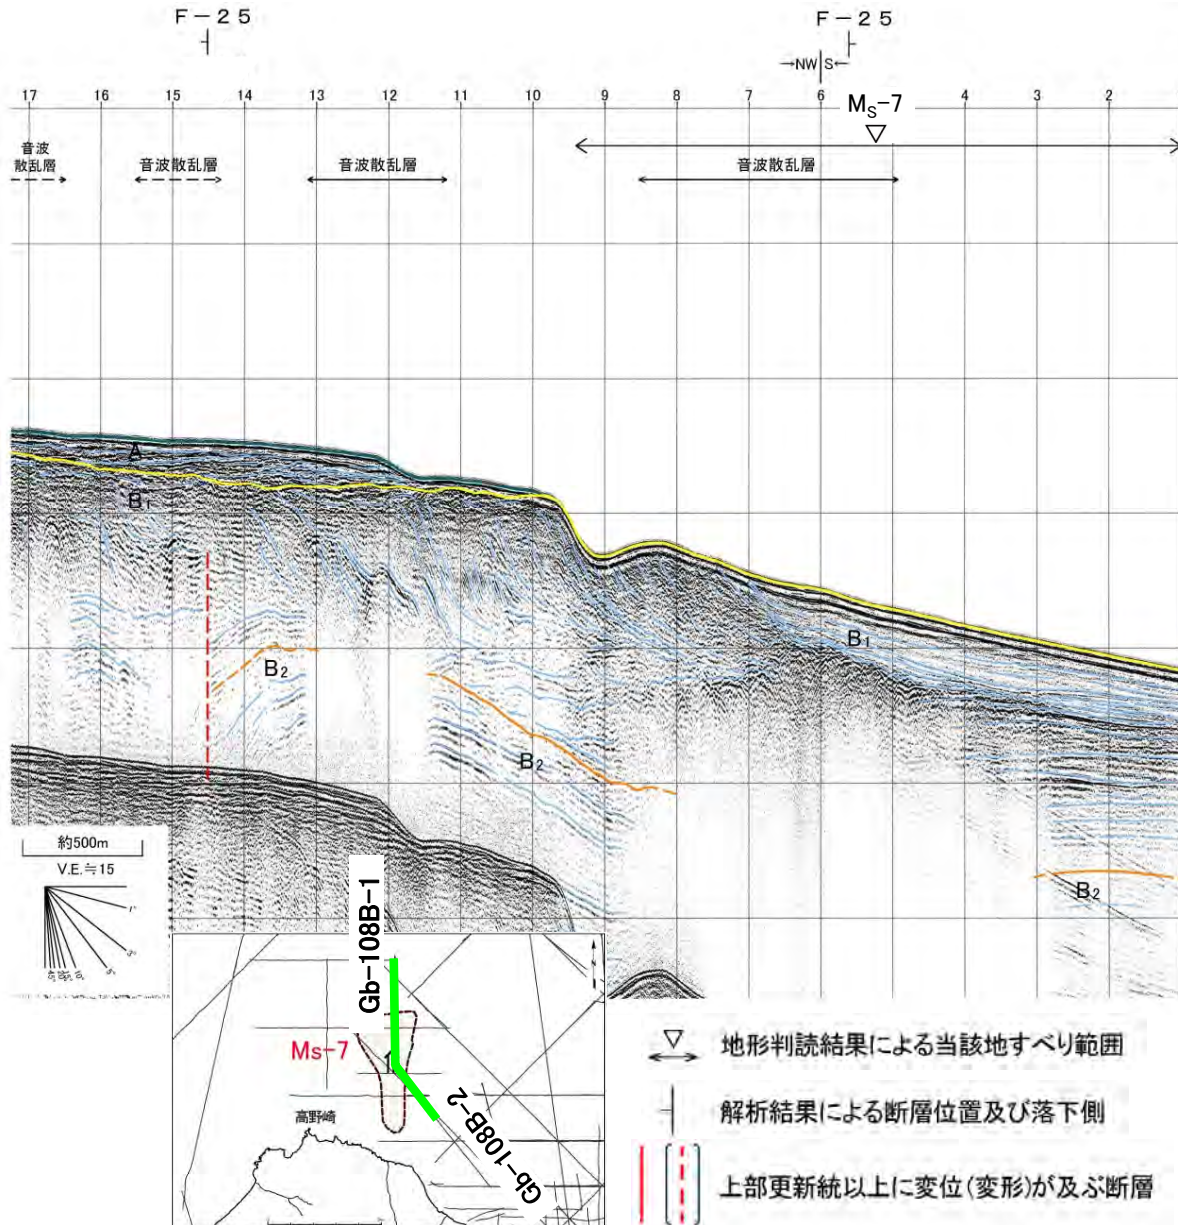 F-25
F-25
→NW|S←
17 16 15 14 13 12 11 10 9 8 7 6 5 4 3 2
Ms-7
音波
散乱層
音波散乱層
音波散乱層
音波散乱層
A
B1
B1
B2
B2
B2
約500m
V.E.≒15
1°
3°
5°
10°
Gb-108B-1
Ms-7
高野崎
Gb-108B-2
地形判読結果による当該地すべり範囲
解析結果による断層位置及び落下側
上部更新統以上に変位(変形)が及ぶ断層